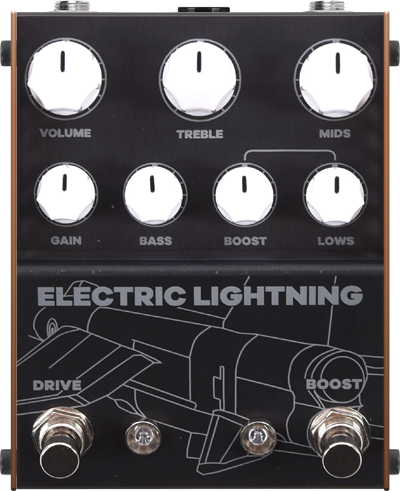 VOLUME TREBLE MIDS
GAIN BASS BOOST LOWS
ELECTRIC LIGHTNING
DRIVE BOOST